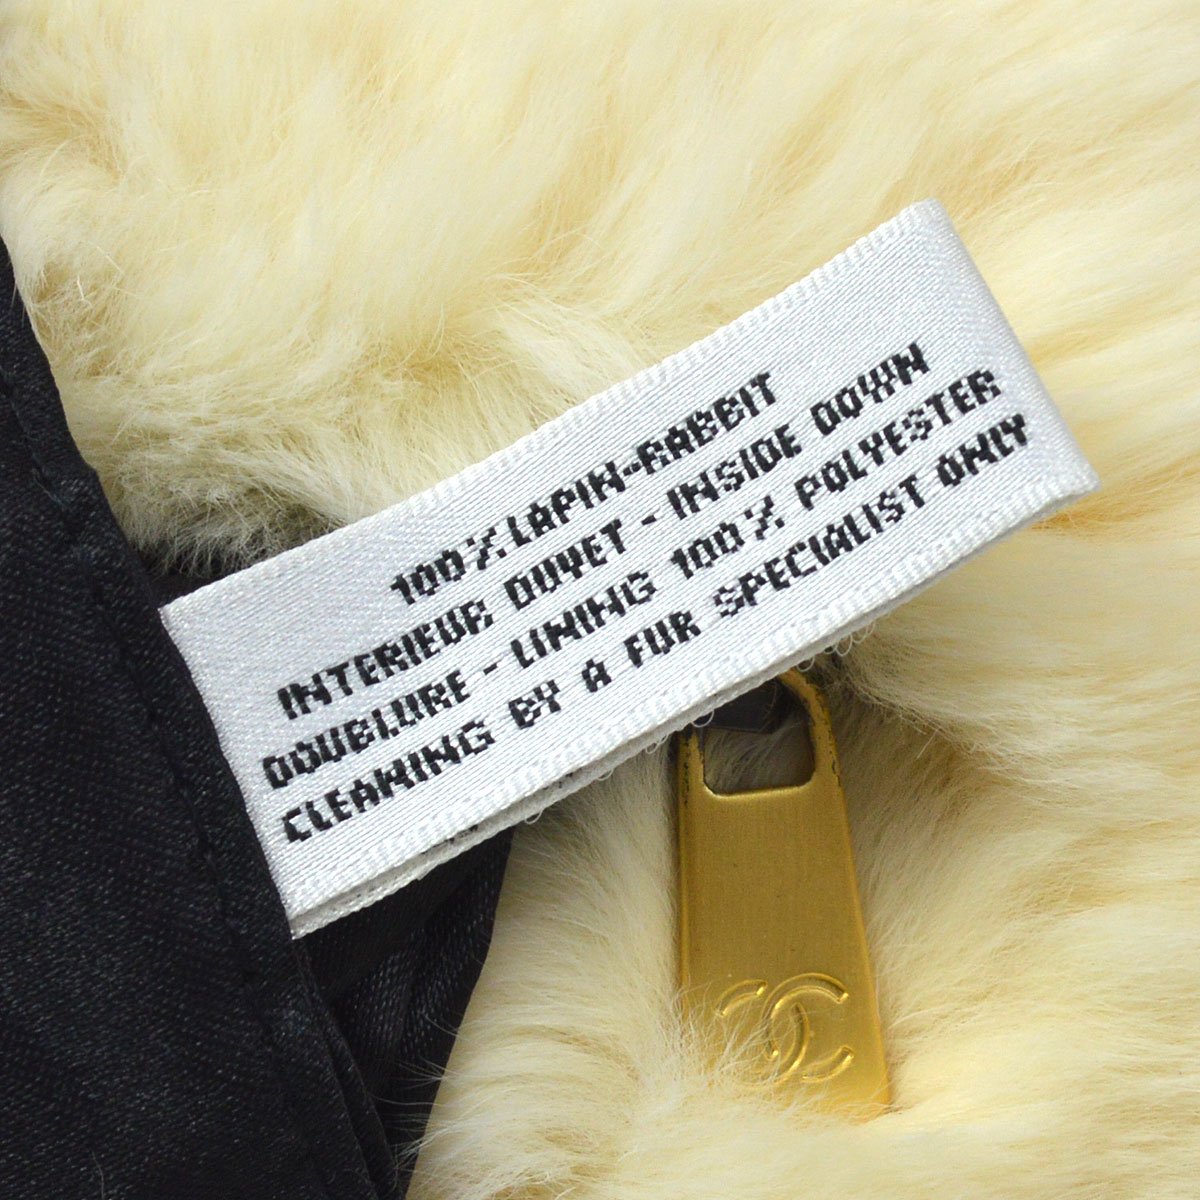 100% LAPIN-RABBIT
INTERIEUR DUVET - INSIDE DOWN
DOUBLURE - LINING 100% POLYESTER
CLEANING BY A FUR SPECIALIST ONLY